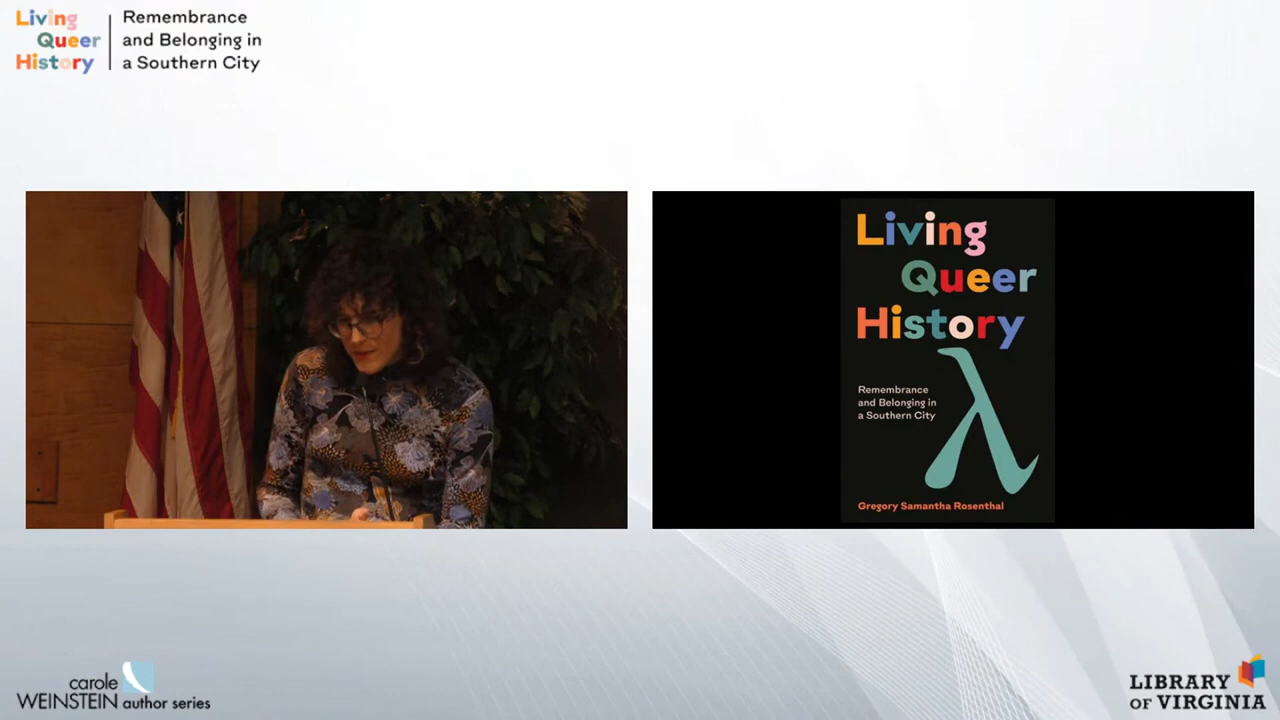 Living
Queer
History
Remembrance
and Belonging in
a Southern City
Living
Queer
History
λ
Remembrance
and Belonging in
a Southern City
Gregory Samantha Rosenthal
carole
WEINSTEIN author series
LIBRARY
OF VIRGINIA